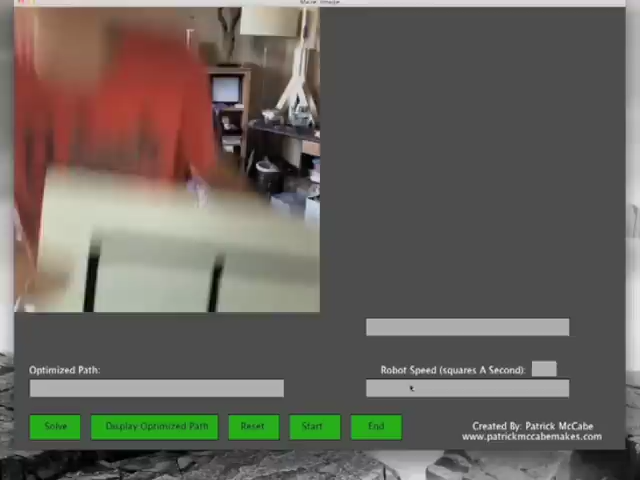 Maze Image
Optimized Path:
Robot Speed (squares A Second):
Solve
Display Optimized Path
Reset
Start
End
Created By: Patrick McCabe
www.patrickmccabemakes.com